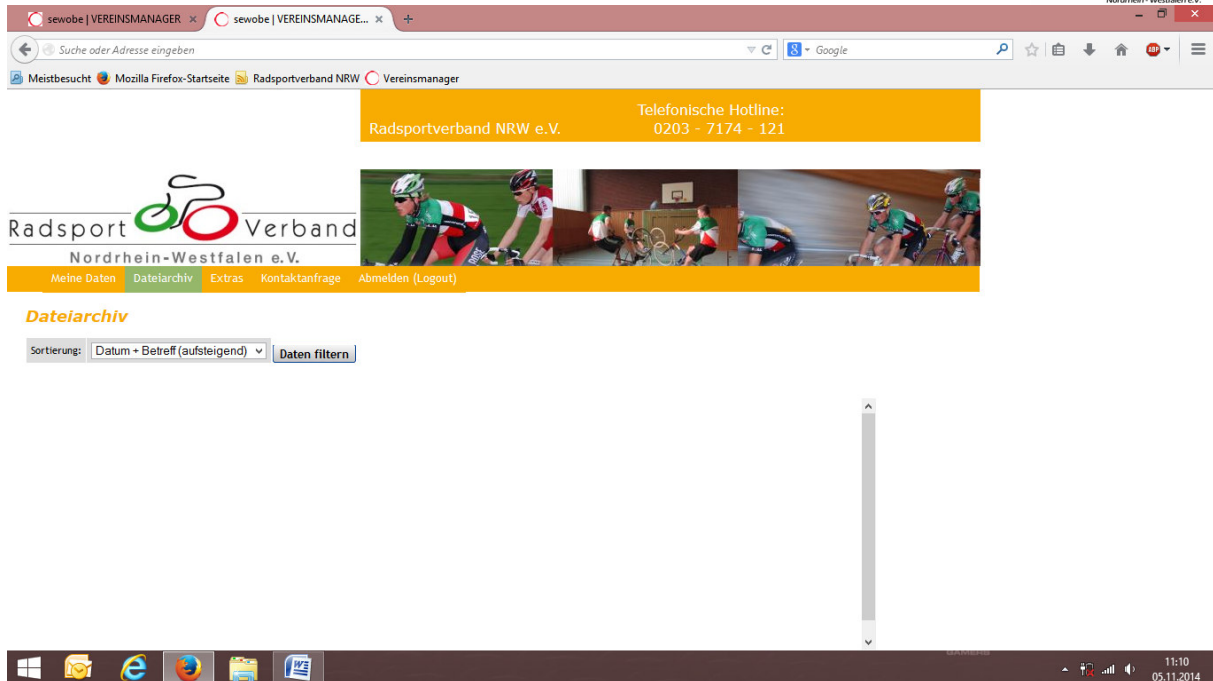 Nordrhein - Westfalen e.V.
sewobe | VEREINSMANAGER
sewobe | VEREINSMANAGE...
Suche oder Adresse eingeben
Google
Meistbesucht
Mozilla Firefox-Startseite
Radsportverband NRW
Vereinsmanager
Telefonische Hotline:
Radsportverband NRW e.V. 0203 - 7174 - 121
Radsport Verband
Nordrhein-Westfalen e.V.
Meine Daten Dateiarchiv Extras Kontaktanfrage Abmelden (Logout)
Dateiarchiv
Sortierung: Datum + Betreff (aufsteigend) Daten filtern
11:10
05.11.2014